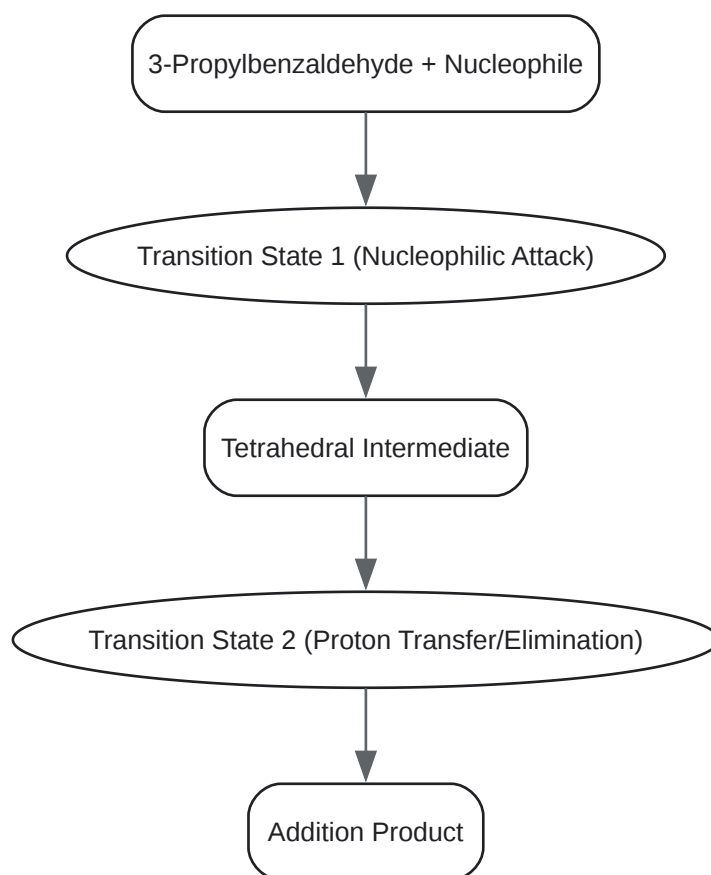 3-Propylbenzaldehyde + Nucleophile
Transition State 1 (Nucleophilic Attack)
Tetrahedral Intermediate
Transition State 2 (Proton Transfer/Elimination)
Addition Product